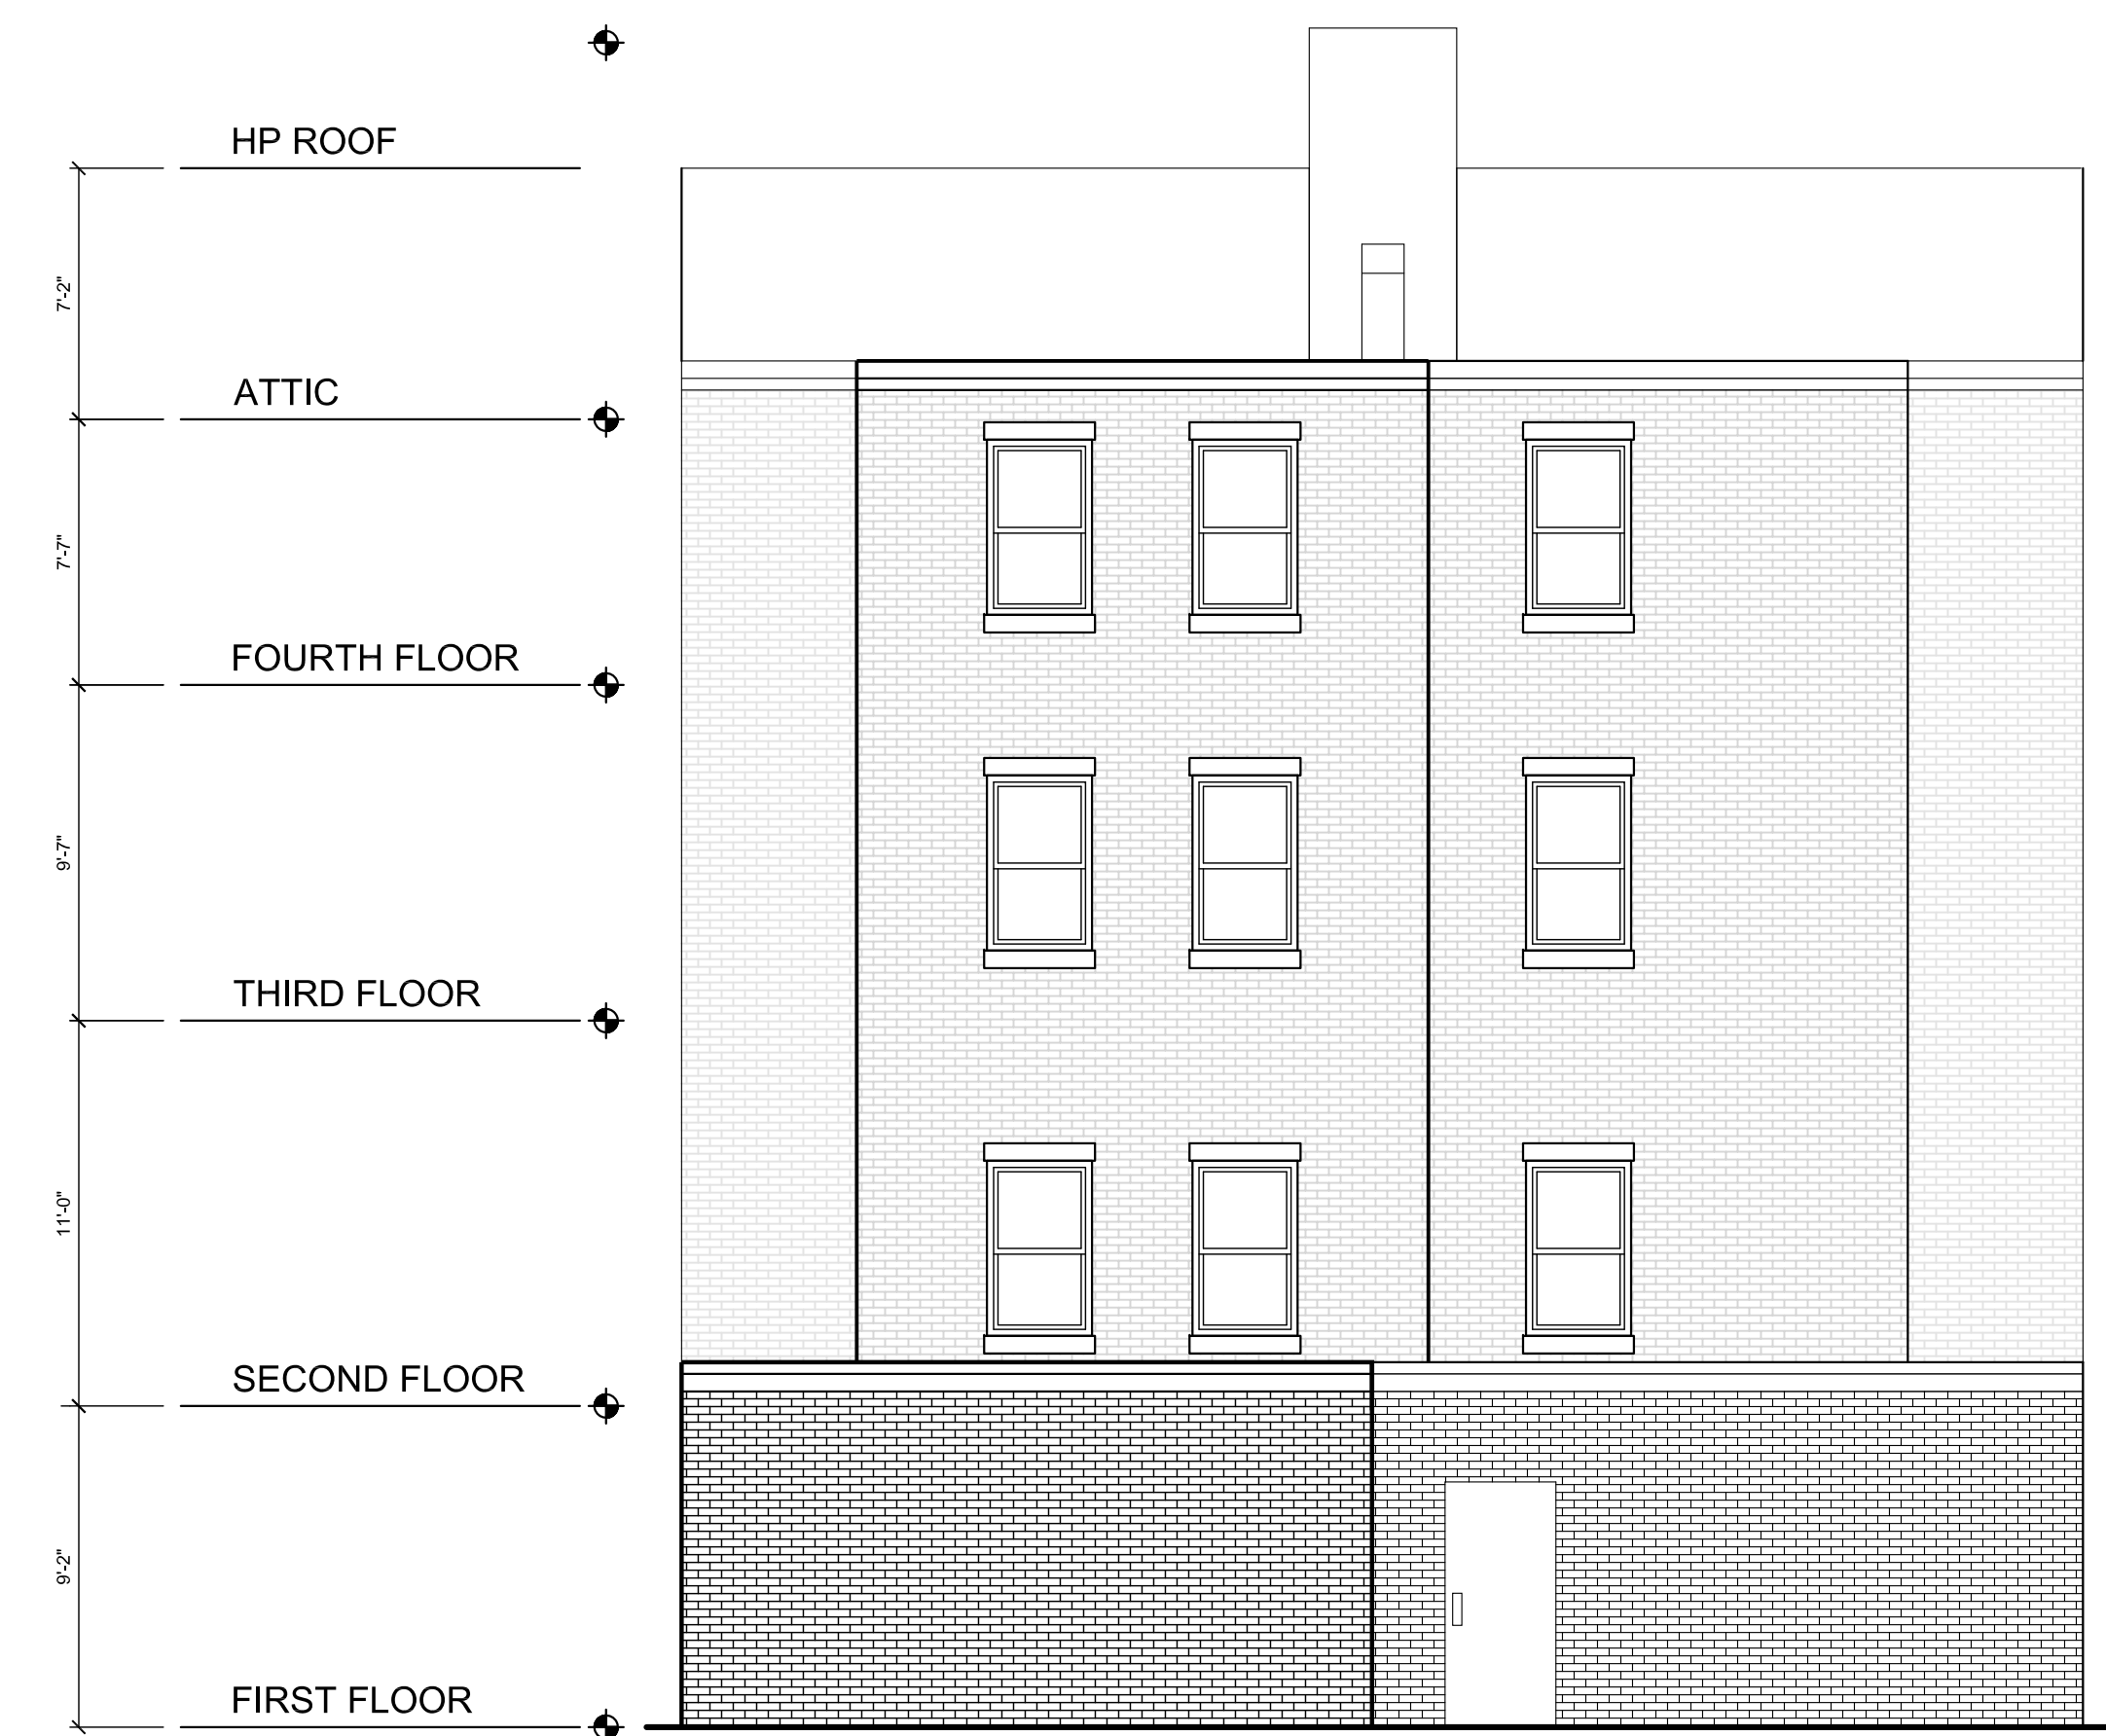 HP ROOF
7'-2"
ATTIC
7'-7"
FOURTH FLOOR
9'-7"
THIRD FLOOR
11'-0"
SECOND FLOOR
9'-2"
FIRST FLOOR